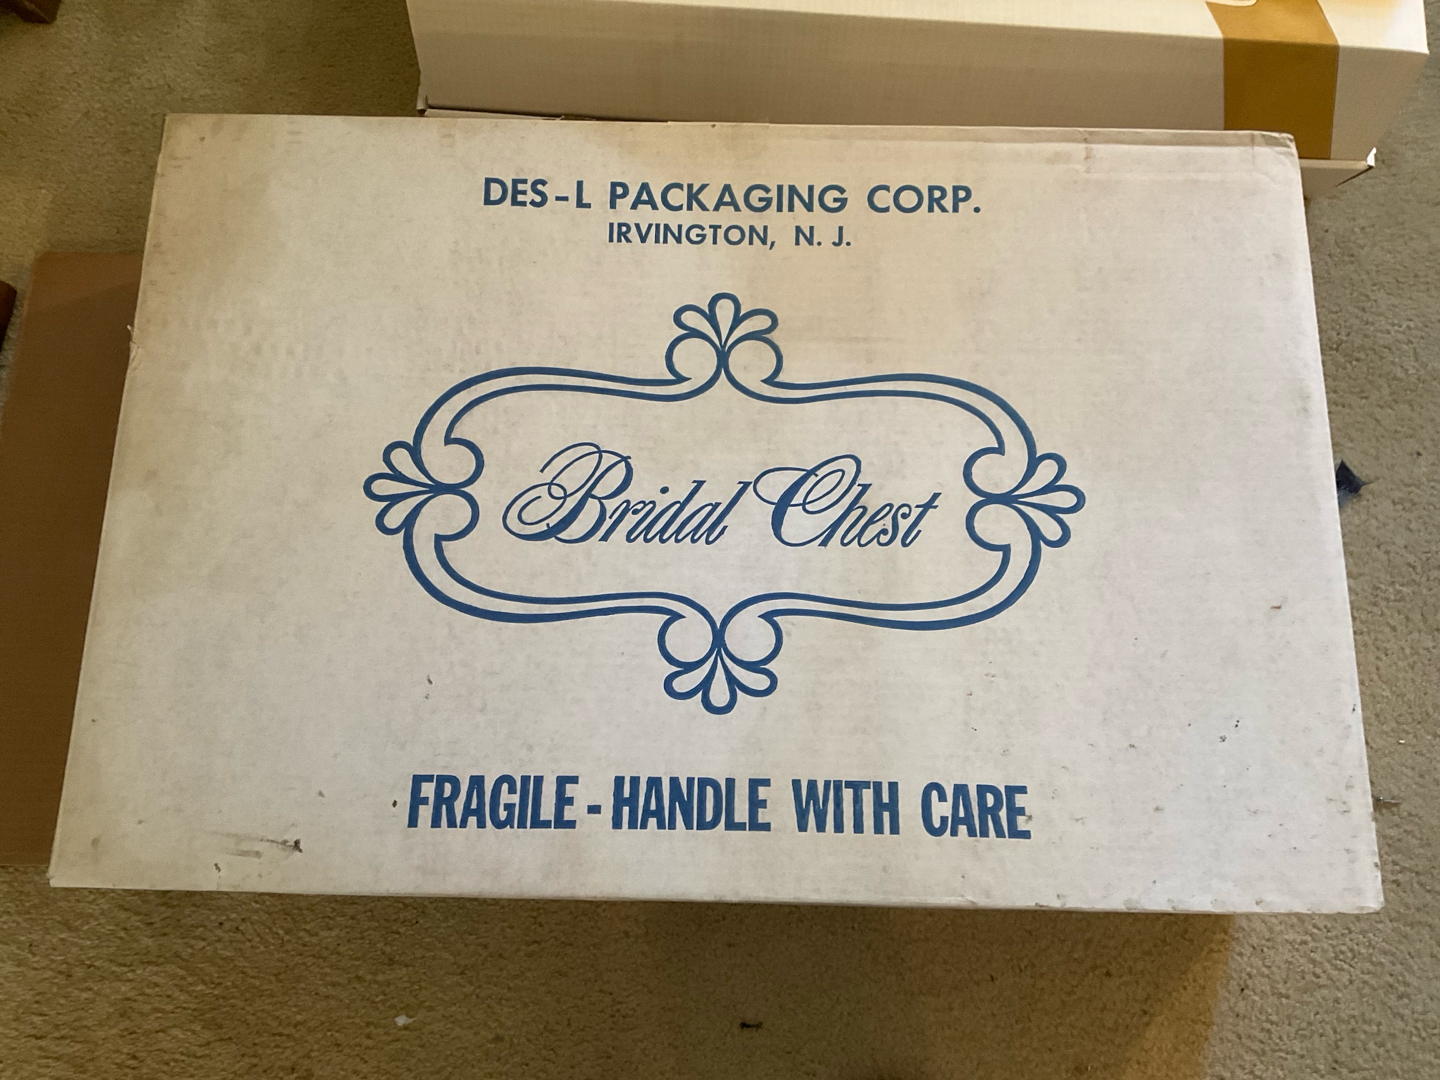 DES-L PACKAGING CORP.
IRVINGTON, N. J.
Bridal Chest
FRAGILE - HANDLE WITH CARE